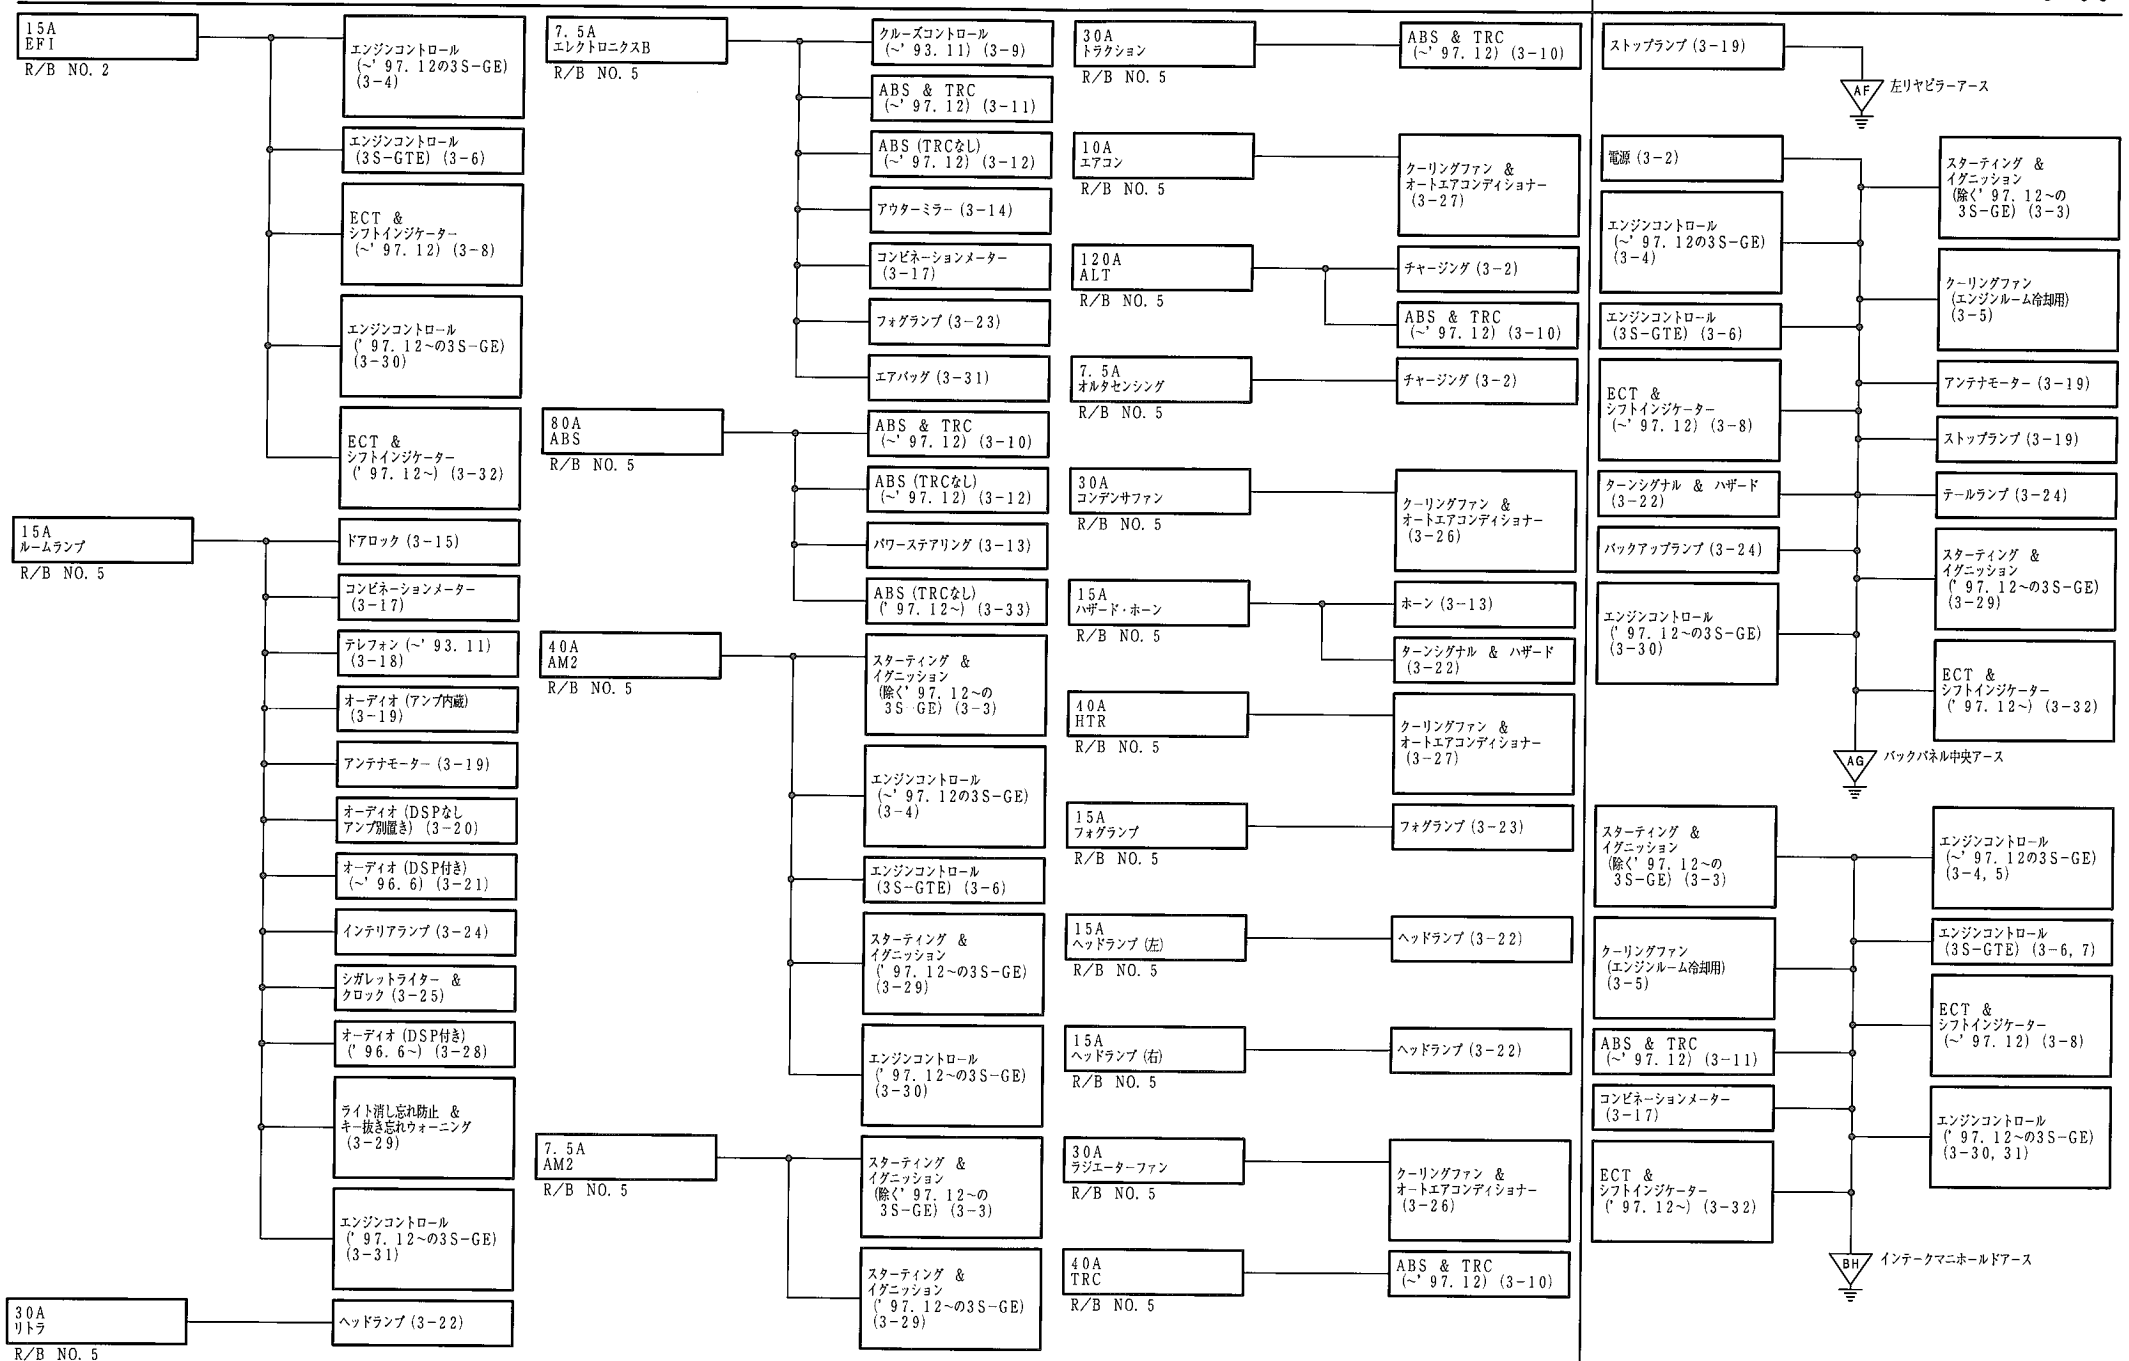 15A
EFI
R/B NO. 2
エンジンコントロール
(~'97. 12の3S-GE)
(3-4)
エンジンコントロール
(3S-GTE) (3-6)
ECT &
シフトインジケーター
(~'97. 12) (3-8)
エンジンコントロール
('97. 12~の3S-GE)
(3-30)
ECT &
シフトインジケーター
('97. 12~) (3-32)
15A
ルームランプ
R/B NO. 5
ドアロック (3-15)
コンビネーションメーター
(3-17)
テレフォン (~'93. 11)
(3-18)
オーディオ (アンプ内蔵)
(3-19)
アンテナモーター (3-19)
オーディオ (DSPなし
アンプ別置き) (3-20)
オーディオ (DSP付き)
(~'96. 6) (3-21)
インテリアランプ (3-24)
シガレットライター &
クロック (3-25)
オーディオ (DSP付き)
('96. 6~) (3-28)
ライト消し忘れ防止 &
キー抜き忘れウォーニング
(3-29)
エンジンコントロール
('97. 12~の3S-GE)
(3-31)
30A
リトラ
R/B NO. 5
ヘッドランプ (3-22)
7. 5A
エレクトロニクスB
R/B NO. 5
クルーズコントロール
(~'93. 11) (3-9)
ABS & TRC
(~'97. 12) (3-11)
ABS (TRCなし)
(~'97. 12) (3-12)
アウターミラー (3-14)
コンビネーションメーター
(3-17)
フォグランプ (3-23)
エアバッグ (3-31)
80A
ABS
R/B NO. 5
ABS & TRC
(~'97. 12) (3-10)
ABS (TRCなし)
(~'97. 12) (3-12)
パワーステアリング (3-13)
ABS (TRCなし)
('97. 12~) (3-33)
40A
AM2
R/B NO. 5
スターティング &
イグニッション
(除く'97. 12~の
3S-GE) (3-3)
エンジンコントロール
(~'97. 12の3S-GE)
(3-4)
エンジンコントロール
(3S-GTE) (3-6)
スターティング &
イグニッション
('97. 12~の3S-GE)
(3-29)
エンジンコントロール
('97. 12~の3S-GE)
(3-30)
7. 5A
AM2
R/B NO. 5
スターティング &
イグニッション
(除く'97. 12~の
3S-GE) (3-3)
スターティング &
イグニッション
('97. 12~の3S-GE)
(3-29)
30A
トラクション
R/B NO. 5
ABS & TRC
(~'97. 12) (3-10)
10A
エアコン
R/B NO. 5
クーリングファン &
オートエアコンディショナー
(3-27)
120A
ALT
R/B NO. 5
チャージング (3-2)
ABS & TRC
(~'97. 12) (3-10)
7. 5A
オルタセンシング
R/B NO. 5
チャージング (3-2)
30A
コンデンサファン
R/B NO. 5
クーリングファン &
オートエアコンディショナー
(3-26)
15A
ハザード・ホーン
R/B NO. 5
ホーン (3-13)
ターンシグナル & ハザード
(3-22)
40A
HTR
R/B NO. 5
クーリングファン &
オートエアコンディショナー
(3-27)
15A
フォグランプ
R/B NO. 5
フォグランプ (3-23)
15A
ヘッドランプ (左)
R/B NO. 5
ヘッドランプ (3-22)
15A
ヘッドランプ (右)
R/B NO. 5
ヘッドランプ (3-22)
30A
ラジエーターファン
R/B NO. 5
クーリングファン &
オートエアコンディショナー
(3-26)
40A
TRC
R/B NO. 5
ABS & TRC
(~'97. 12) (3-10)
ストップランプ (3-19)
AF 左リヤピラーアース
電源 (3-2)
エンジンコントロール
(~'97. 12の3S-GE)
(3-4)
エンジンコントロール
(3S-GTE) (3-6)
ECT &
シフトインジケーター
(~'97. 12) (3-8)
ターンシグナル & ハザード
(3-22)
バックアップランプ (3-24)
エンジンコントロール
('97. 12~の3S-GE)
(3-30)
スターティング &
イグニッション
(除く'97. 12~の
3S-GE) (3-3)
クーリングファン
(エンジンルーム冷却用)
(3-5)
アンテナモーター (3-19)
ストップランプ (3-19)
テールランプ (3-24)
スターティング &
イグニッション
('97. 12~の3S-GE)
(3-29)
ECT &
シフトインジケーター
('97. 12~) (3-32)
AG バックパネル中央アース
スターティング &
イグニッション
(除く'97. 12~の
3S-GE) (3-3)
クーリングファン
(エンジンルーム冷却用)
(3-5)
ABS & TRC
(~'97. 12) (3-11)
コンビネーションメーター
(3-17)
ECT &
シフトインジケーター
('97. 12~) (3-32)
エンジンコントロール
(~'97. 12の3S-GE)
(3-4, 5)
エンジンコントロール
(3S-GTE) (3-6, 7)
ECT &
シフトインジケーター
(~'97. 12) (3-8)
エンジンコントロール
('97. 12~の3S-GE)
(3-30, 31)
BH インテークマニホールドアース